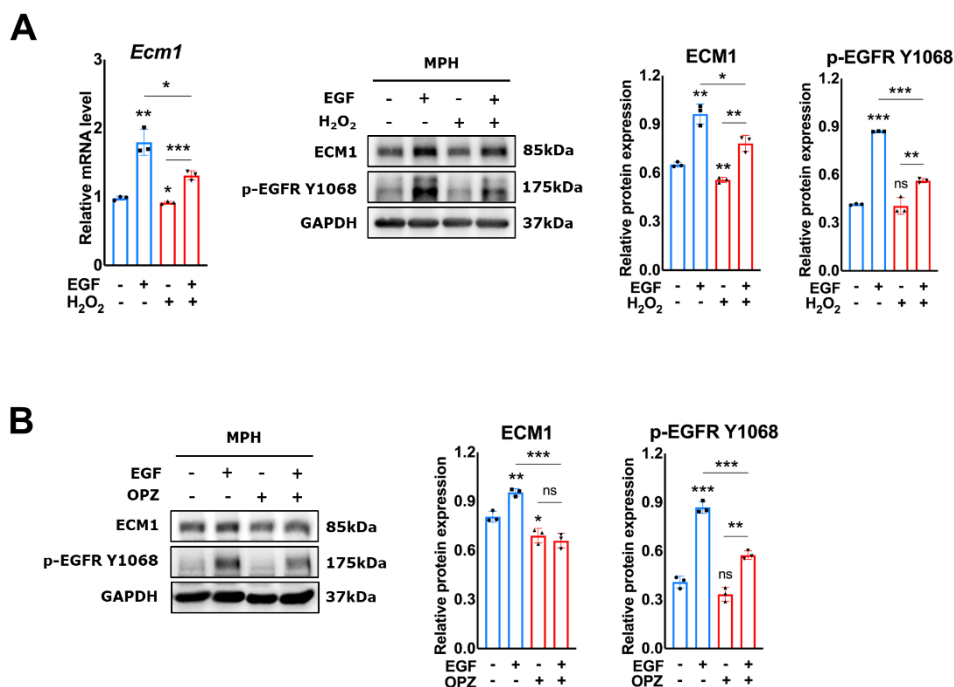 A
Ecm1
Relative mRNA level
3
2
1
0
*
**
***
*
EGF - + - +
H₂O₂ - - + +
MPH
EGF - + - +
H₂O₂ - - + +
ECM1 85kDa
p-EGFR Y1068 175kDa
GAPDH 37kDa
ECM1
Relative protein expression
1.2
0.9
0.6
0.3
0.0
*
**
**
**
EGF - + - +
H₂O₂ - - + +
p-EGFR Y1068
Relative protein expression
1.2
0.9
0.6
0.3
0.0
***
***
**
ns
EGF - + - +
H₂O₂ - - + +
B
MPH
EGF - + - +
OPZ - - + +
ECM1 85kDa
p-EGFR Y1068 175kDa
GAPDH 37kDa
ECM1
Relative protein expression
1.2
0.9
0.6
0.3
0.0
***
**
ns
*
EGF - + - +
OPZ - - + +
p-EGFR Y1068
Relative protein expression
1.2
0.9
0.6
0.3
0.0
***
***
**
ns
EGF - + - +
OPZ - - + +